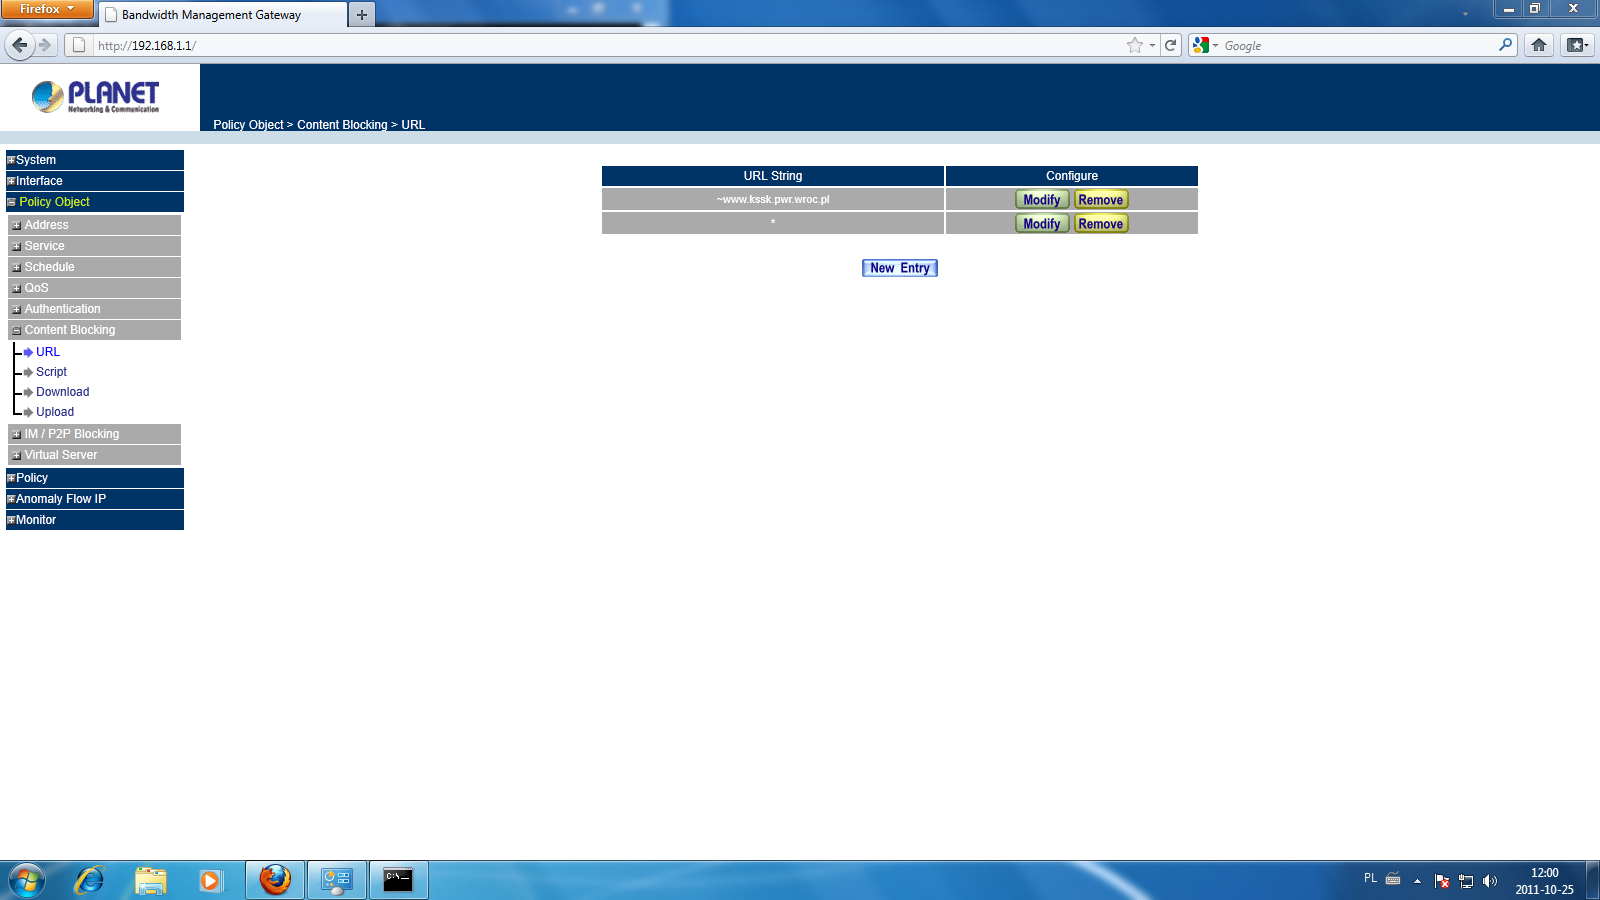 Firefox
Bandwidth Management Gateway
http://192.168.1.1/
Google
PLANET
Networking & Communication
Policy Object > Content Blocking > URL
System
Interface
Policy Object
Address
Service
Schedule
QoS
Authentication
Content Blocking
URL
Script
Download
Upload
IM / P2P Blocking
Virtual Server
Policy
Anomaly Flow IP
Monitor
URL String Configure
~www.kssk.pwr.wroc.pl Modify Remove
* Modify Remove
New Entry
C:\_
PL
12:00
2011-10-25